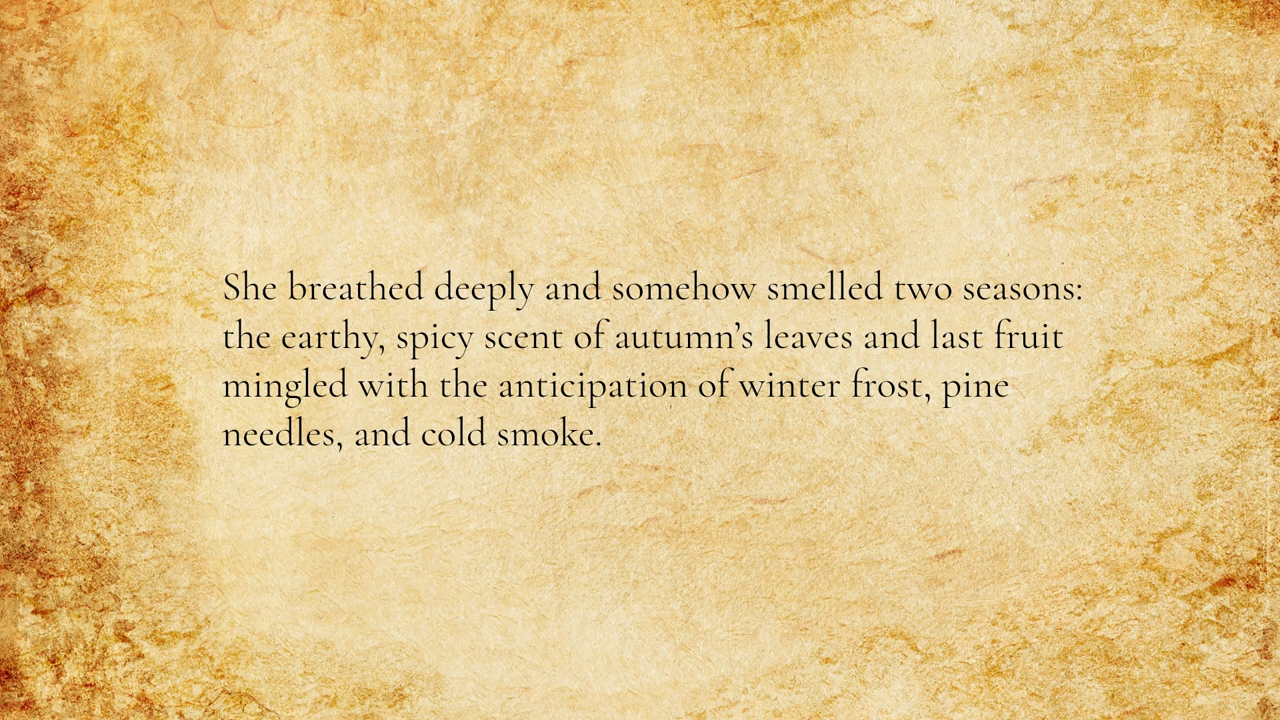 She breathed deeply and somehow smelled two seasons:
the earthy, spicy scent of autumn’s leaves and last fruit
mingled with the anticipation of winter frost, pine
needles, and cold smoke.